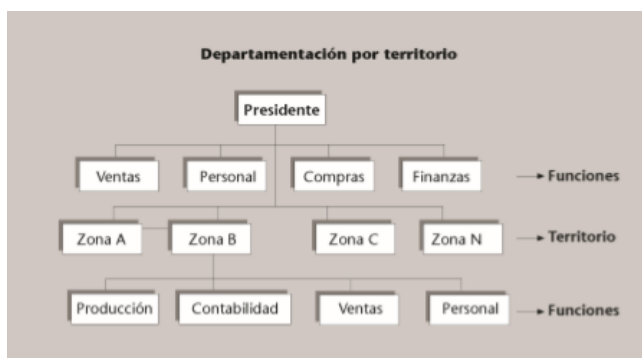 Departamentación por territorio
Presidente
Ventas Personal Compras Finanzas Funciones
Zona A Zona B Zona C Zona N Territorio
Producción Contabilidad Ventas Personal Funciones